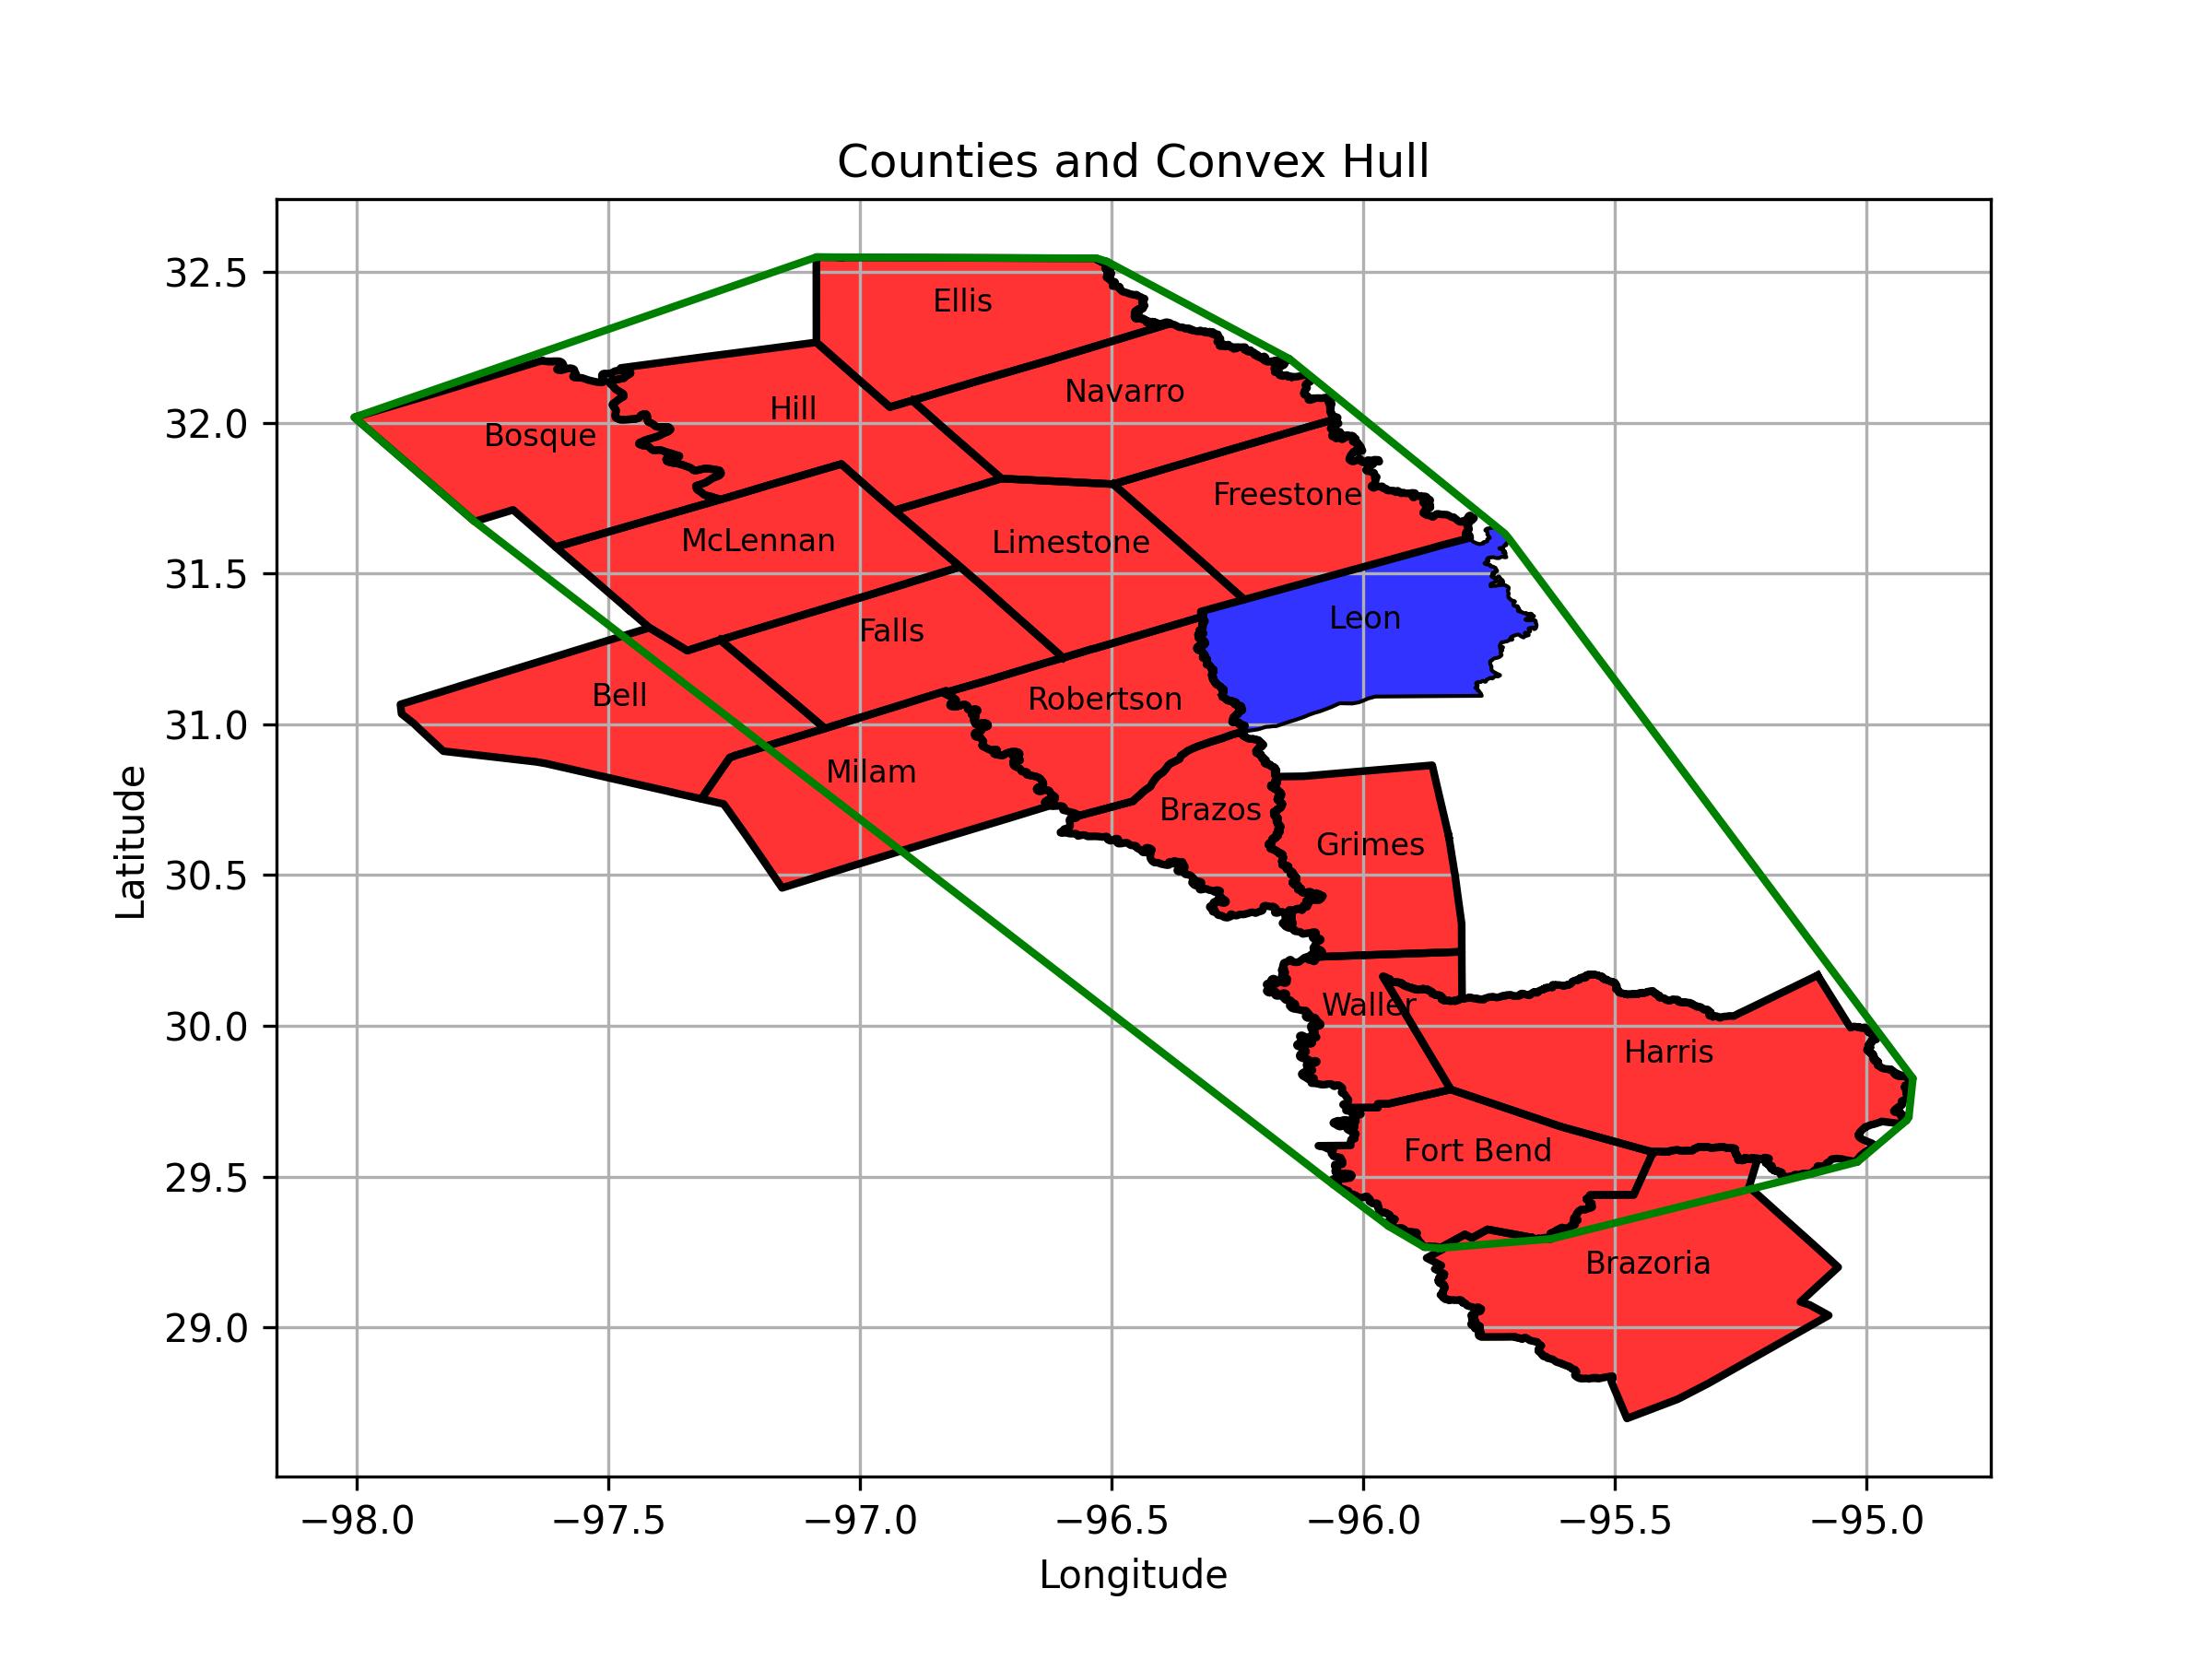 Counties and Convex Hull
32.5
32.0
31.5
31.0
30.5
30.0
29.5
29.0
Latitude
Ellis
Navarro
Hill
Bosque
Freestone
McLennan
Limestone
Leon
Falls
Bell
Robertson
Milam
Brazos
Grimes
Waller
Harris
Fort Bend
Brazoria
−98.0 −97.5 −97.0 −96.5 −96.0 −95.5 −95.0
Longitude